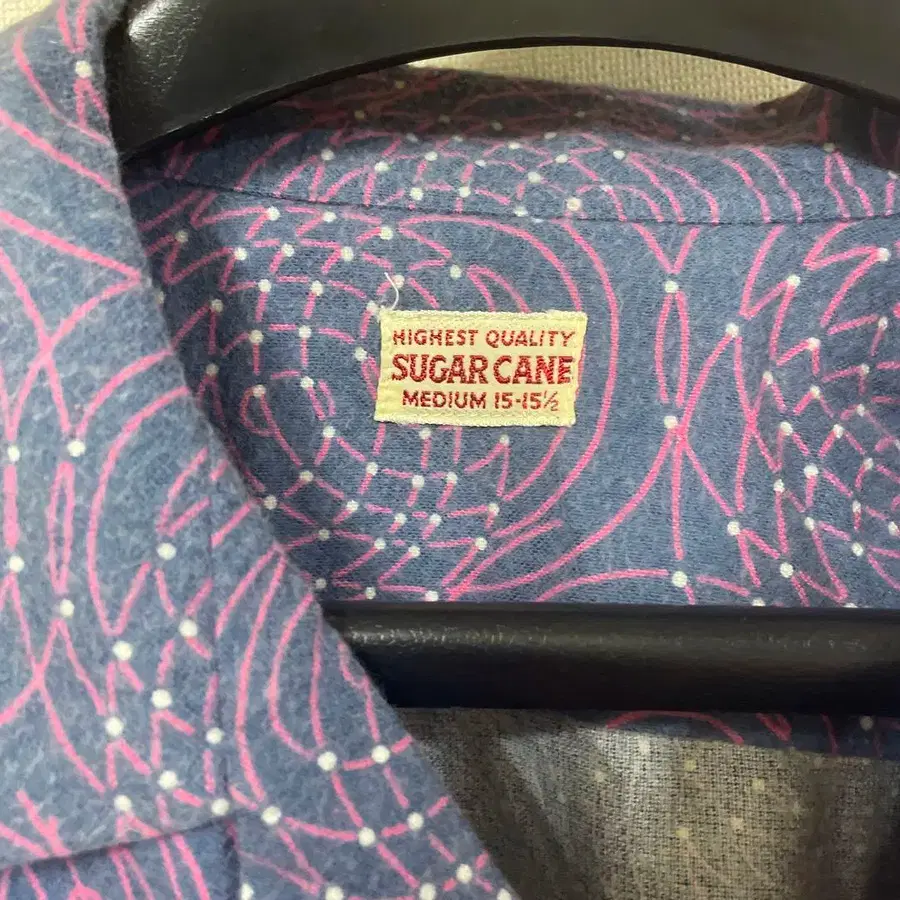 HIGHEST QUALITY
SUGAR CANE
MEDIUM 15-15½